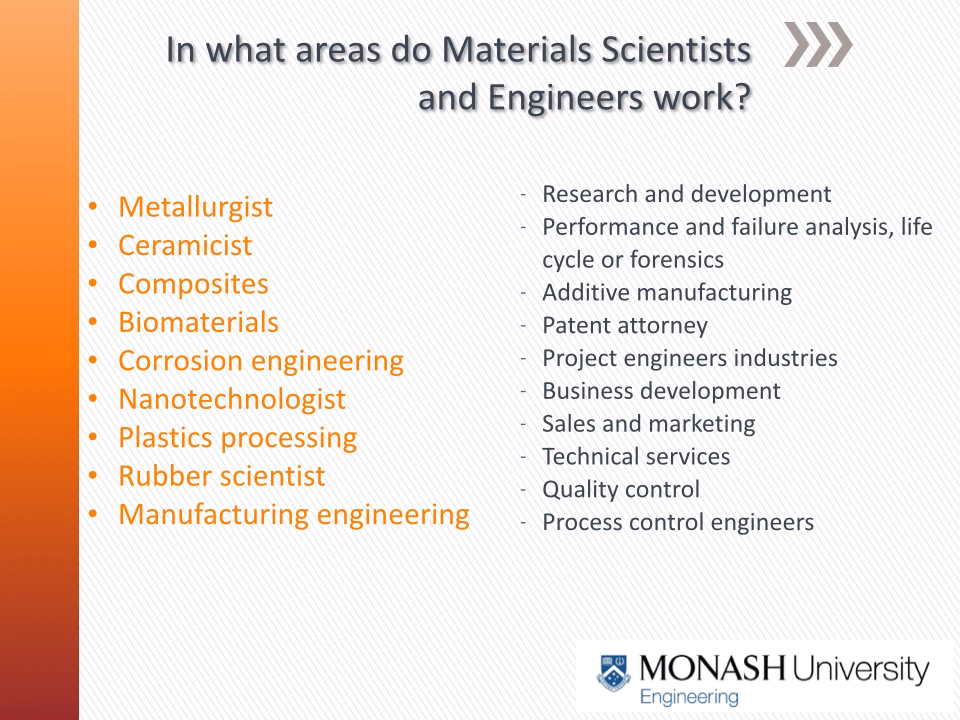 In what areas do Materials Scientists
and Engineers work?
• Metallurgist
• Ceramicist
• Composites
• Biomaterials
• Corrosion engineering
• Nanotechnologist
• Plastics processing
• Rubber scientist
• Manufacturing engineering
- Research and development
- Performance and failure analysis, life
cycle or forensics
- Additive manufacturing
- Patent attorney
- Project engineers industries
- Business development
- Sales and marketing
- Technical services
- Quality control
- Process control engineers
MONASH University
Engineering